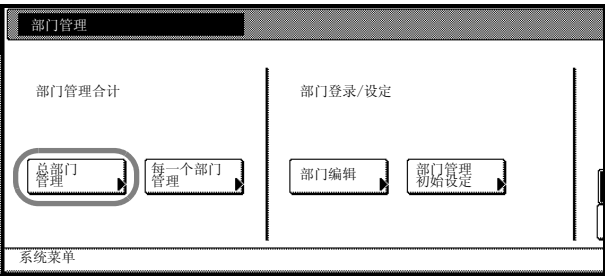 部门管理
部门管理合计
部门登录/设定
总部门
管理
每一个部门
管理
部门编辑
部门管理
初始设定
系统菜单